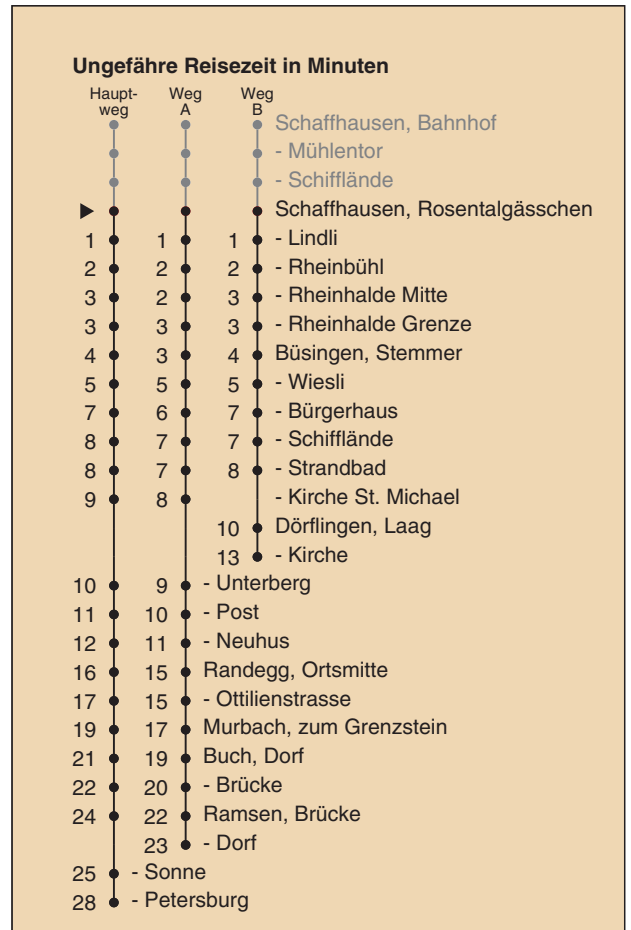 Ungefähre Reisezeit in Minuten
Haupt- Weg Weg
weg A B
Schaffhausen, Bahnhof
- Mühlentor
- Schifflände
Schaffhausen, Rosentalgässchen
1 1 1 - Lindli
2 2 2 - Rheinbühl
3 2 3 - Rheinhalde Mitte
3 3 3 - Rheinhalde Grenze
4 3 4 Büsingen, Stemmer
5 5 5 - Wiesli
7 6 7 - Bürgerhaus
8 7 7 - Schifflände
8 7 8 - Strandbad
9 8 - Kirche St. Michael
10 Dörflingen, Laag
13 - Kirche
10 9 - Unterberg
11 10 - Post
12 11 - Neuhus
16 15 Randegg, Ortsmitte
17 15 - Ottilienstrasse
19 17 Murbach, zum Grenzstein
21 19 Buch, Dorf
22 20 - Brücke
24 22 Ramsen, Brücke
23 - Dorf
25 - Sonne
28 - Petersburg